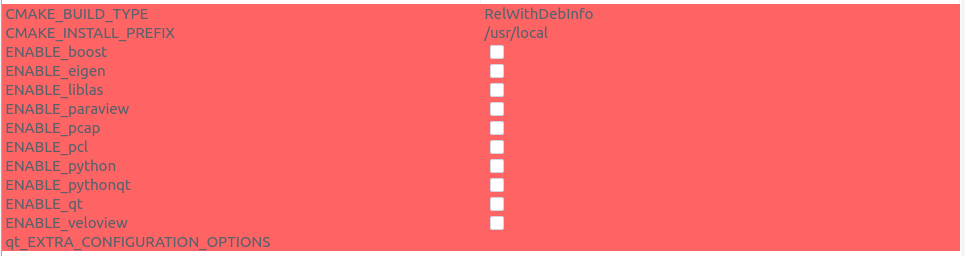 CMAKE_BUILD_TYPE RelWithDebInfo
CMAKE_INSTALL_PREFIX /usr/local
ENABLE_boost
ENABLE_eigen
ENABLE_liblas
ENABLE_paraview
ENABLE_pcap
ENABLE_pcl
ENABLE_python
ENABLE_pythonqt
ENABLE_qt
ENABLE_veloview
qt_EXTRA_CONFIGURATION_OPTIONS